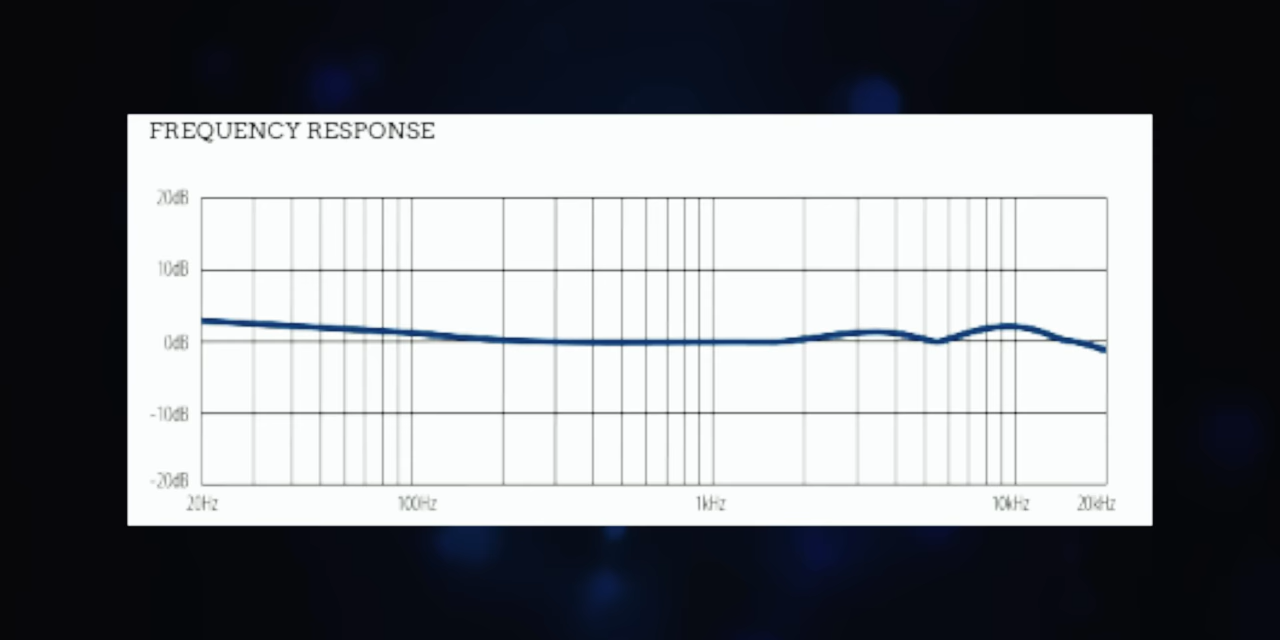 FREQUENCY RESPONSE
20dB
10dB
0dB
-10dB
-20dB
20Hz 100Hz 1kHz 10kHz 20kHz